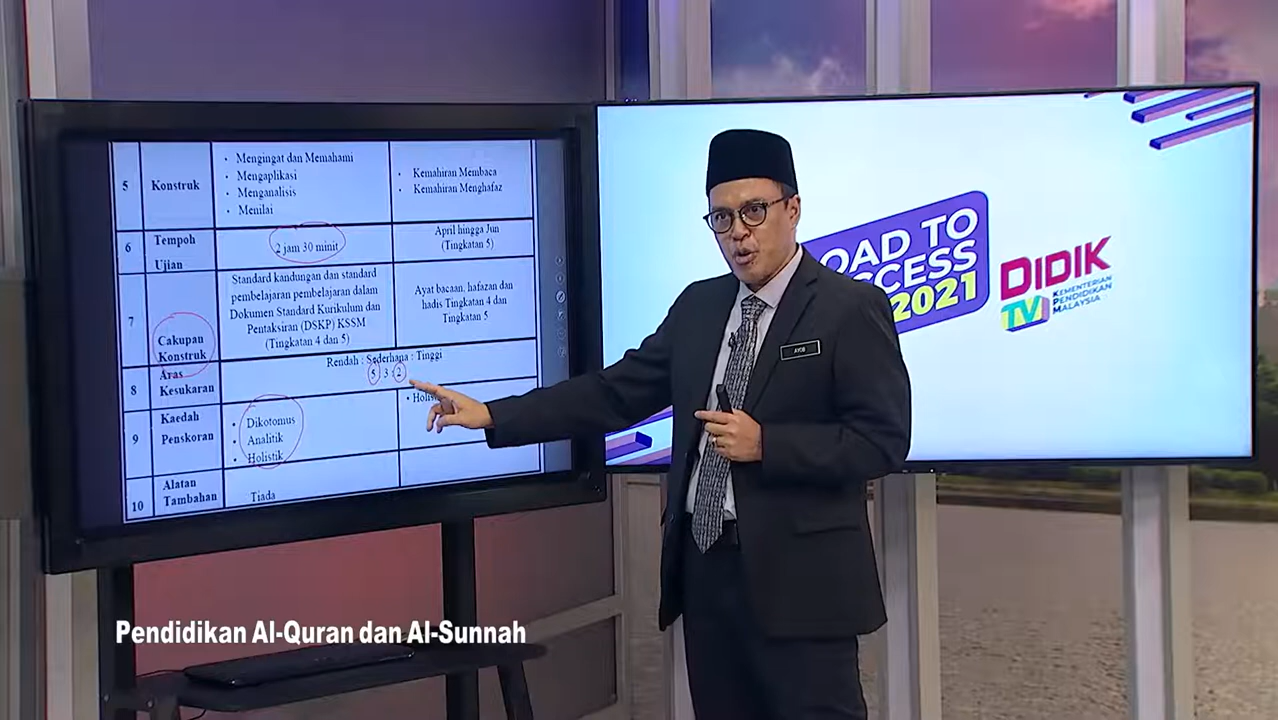 5
Konstruk
• Mengingat dan Memahami
• Mengaplikasi
• Menganalisis
• Menilai
• Kemahiran Membaca
• Kemahiran Menghafaz
6
Tempoh
Ujian
2 jam 30 minit
April hingga Jun
(Tingkatan 5)
7
Cakupan
Konstruk
Standard kandungan dan standard
pembelajaran pembelajaran dalam
Dokumen Standard Kurikulum dan
Pentaksiran (DSKP) KSSM
(Tingkatan 4 dan 5)
Ayat bacaan, hafazan dan
hadis Tingkatan 4 dan
Tingkatan 5
8
Aras
Kesukaran
Rendah : Sederhana : Tinggi
5 : 3 : 2
9
Kaedah
Penskoran
• Dikotomus
• Analitik
• Holistik
10
Alatan
Tambahan
Tiada
TO
2021
DIDIK
TV
KEMENTERIAN
PENDIDIKAN
MALAYSIA
AYOB
Pendidikan Al-Quran dan Al-Sunnah